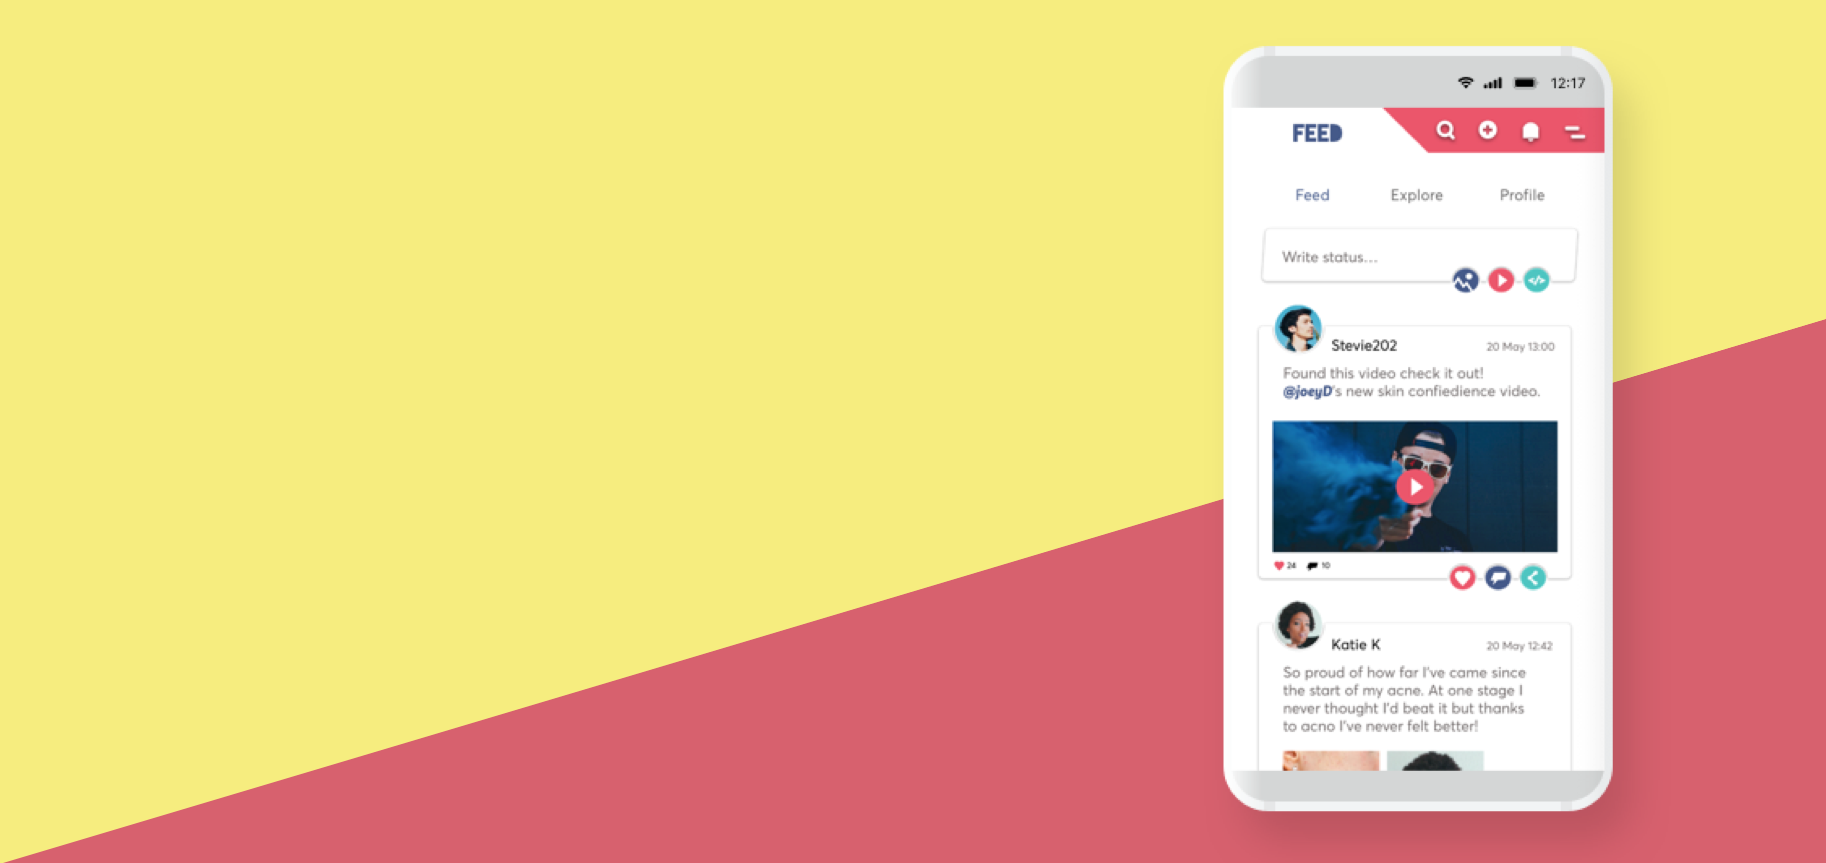 12:17
FEED
Feed Explore Profile
Write status...
Stevie202 20 May 13:00
Found this video check it out!
@joeyD's new skin confiedience video.
24 10
Katie K 20 May 12:42
So proud of how far I've came since
the start of my acne. At one stage I
never thought I'd beat it but thanks
to acno I've never felt better!